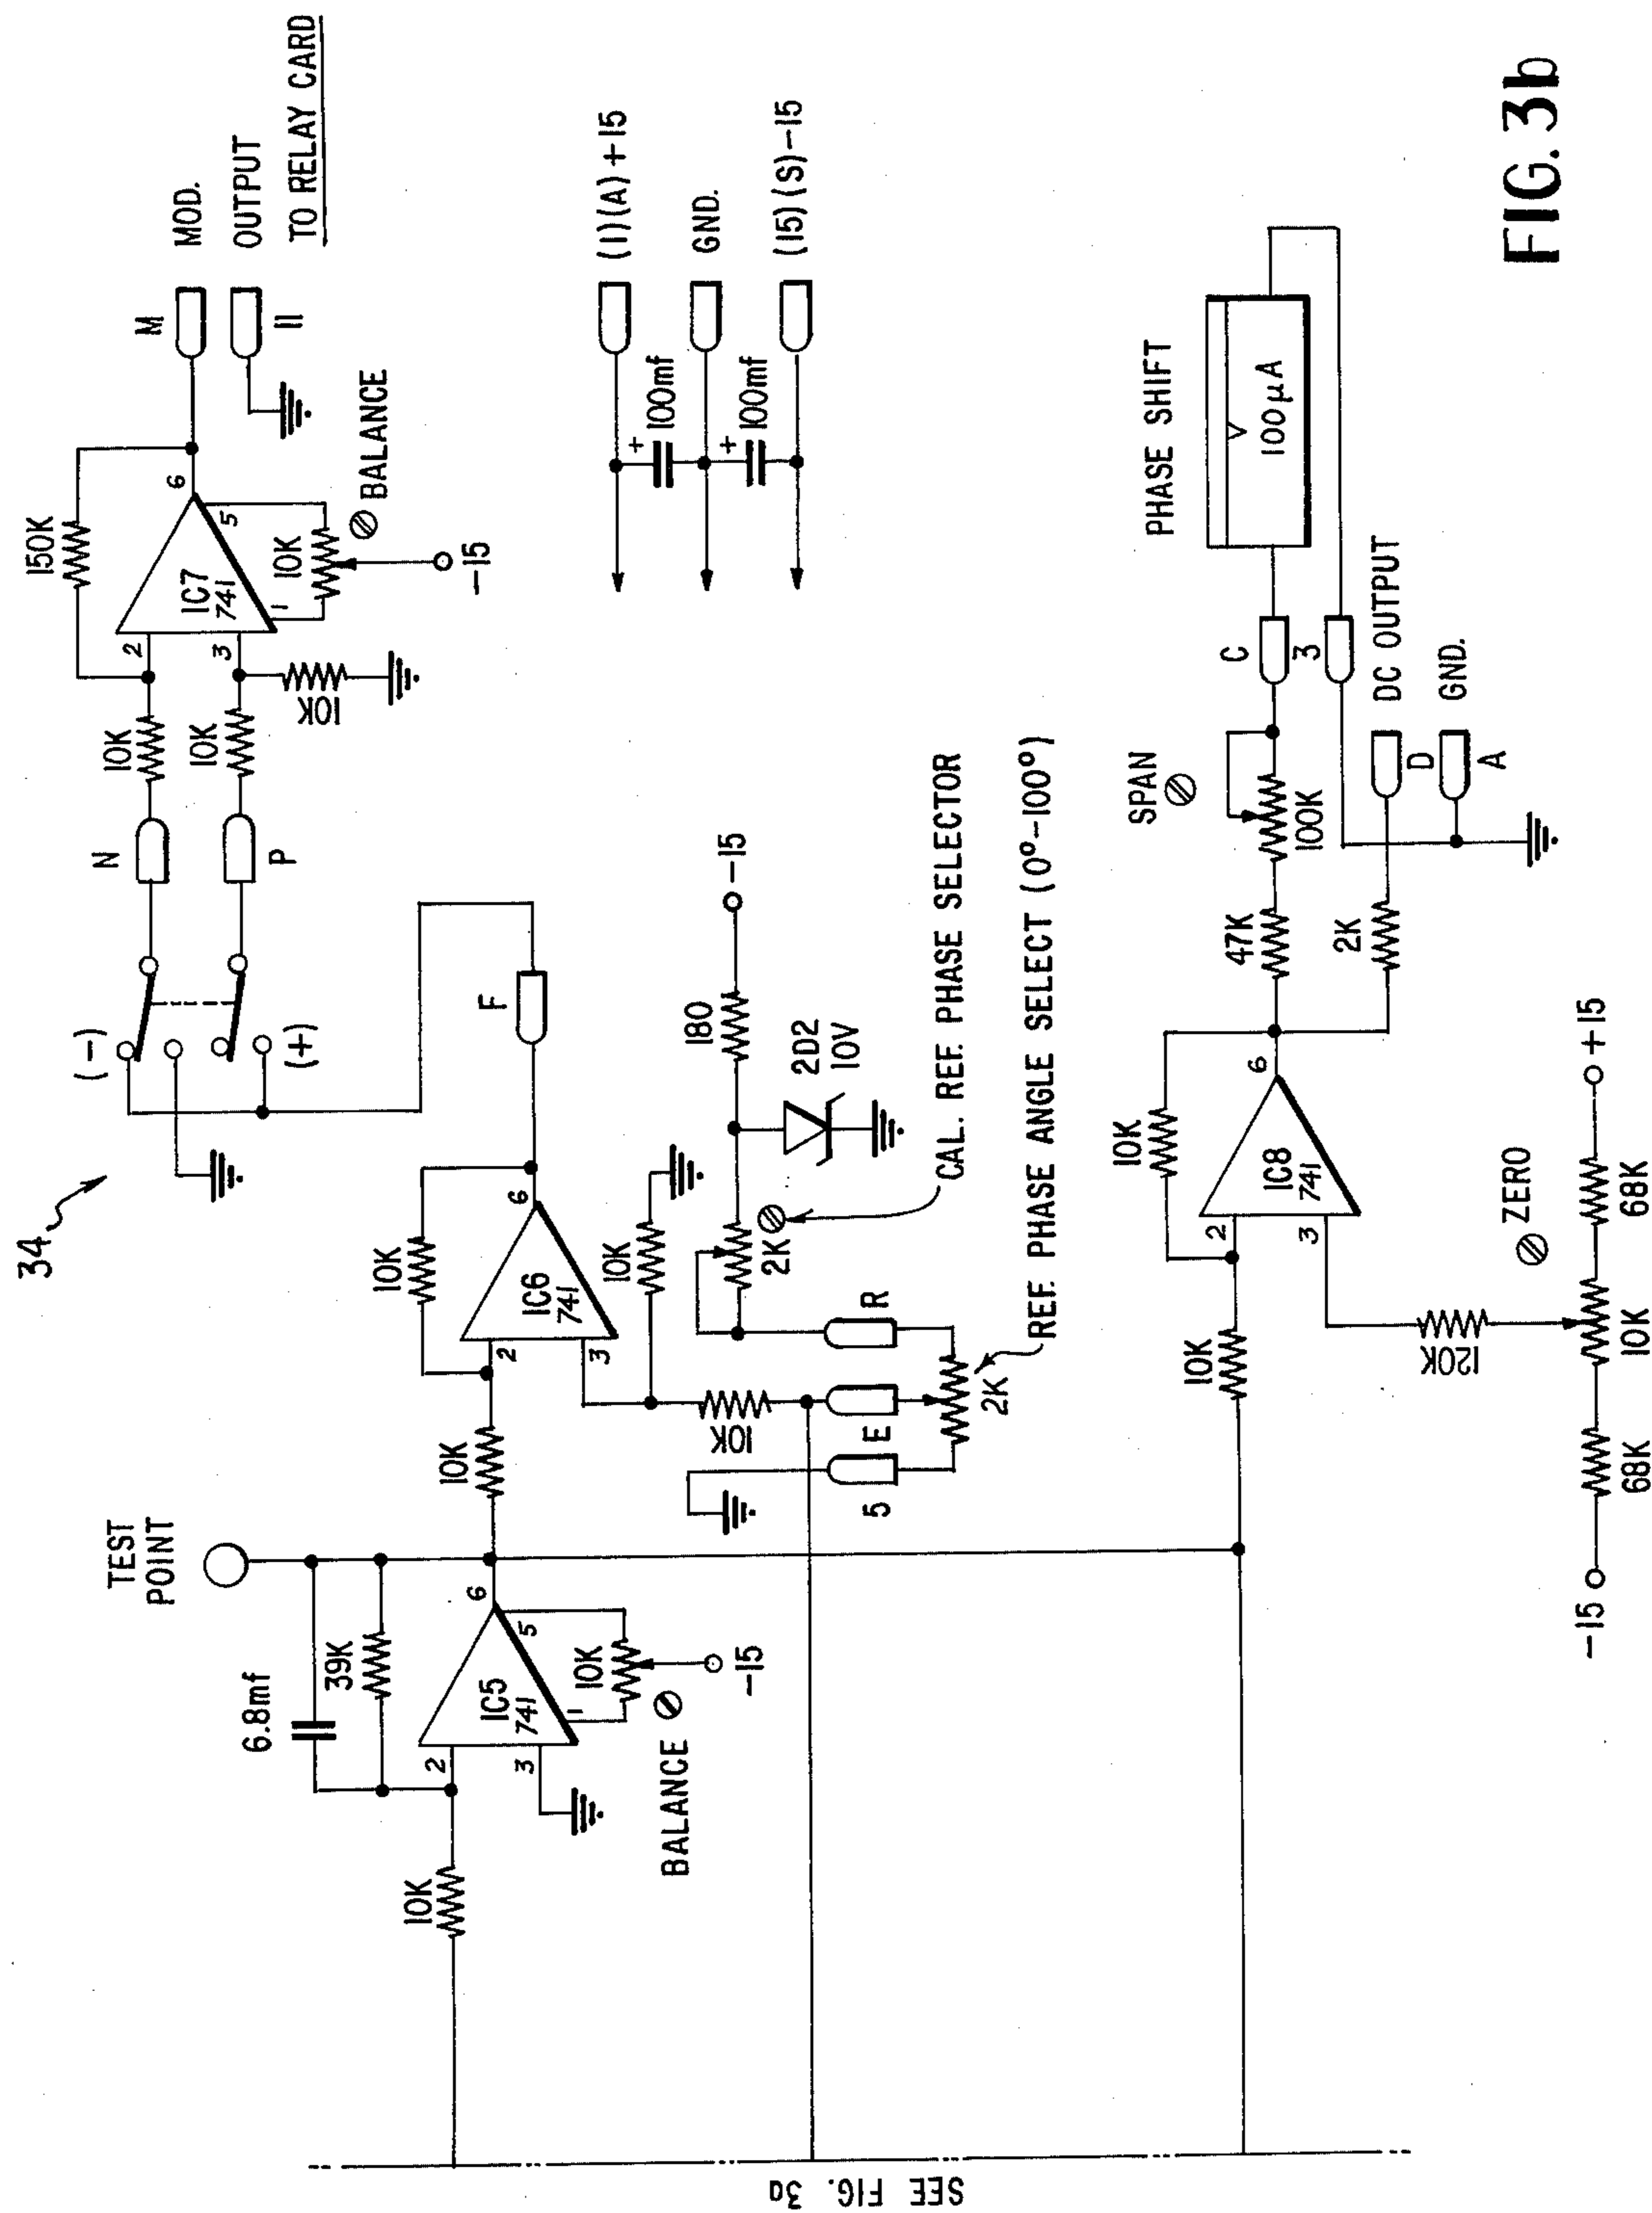 34
TEST
POINT
6.8mf
39K
10K
2
3
6
5
1
IC5
741
10K
BALANCE
-15
10K
10K
2
3
6
IC6
741
10K
10K
F
(-)
(+)
N
P
10K
10K
10K
150K
2
3
6
5
1
IC7
741
10K
BALANCE
-15
M
MOD.
11
OUTPUT
TO RELAY CARD
(1)(A)+15
100mf
+
GND.
100mf
+
(15)(S)-15
180
-15
2D2
10V
2K
CAL. REF. PHASE SELECTOR
5
E
R
2K
REF. PHASE ANGLE SELECT (0°-100°)
10K
10K
2
3
6
IC8
741
120K
ZERO
-15
68K
10K
68K
+15
47K
2K
SPAN
100K
C
3
PHASE SHIFT
100µA
D
DC OUTPUT
A
GND.
SEE FIG. 3a
FIG. 3b